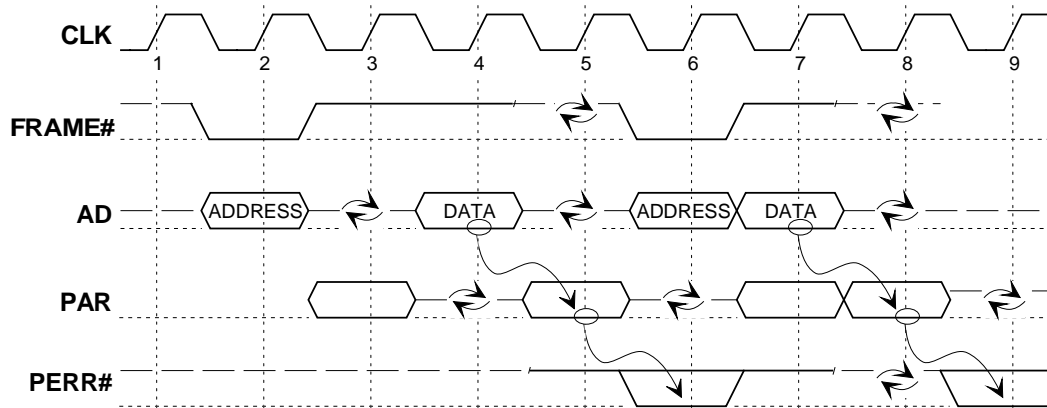 CLK
1 2 3 4 5 6 7 8 9
FRAME#
AD ADDRESS DATA ADDRESS DATA
PAR
PERR#